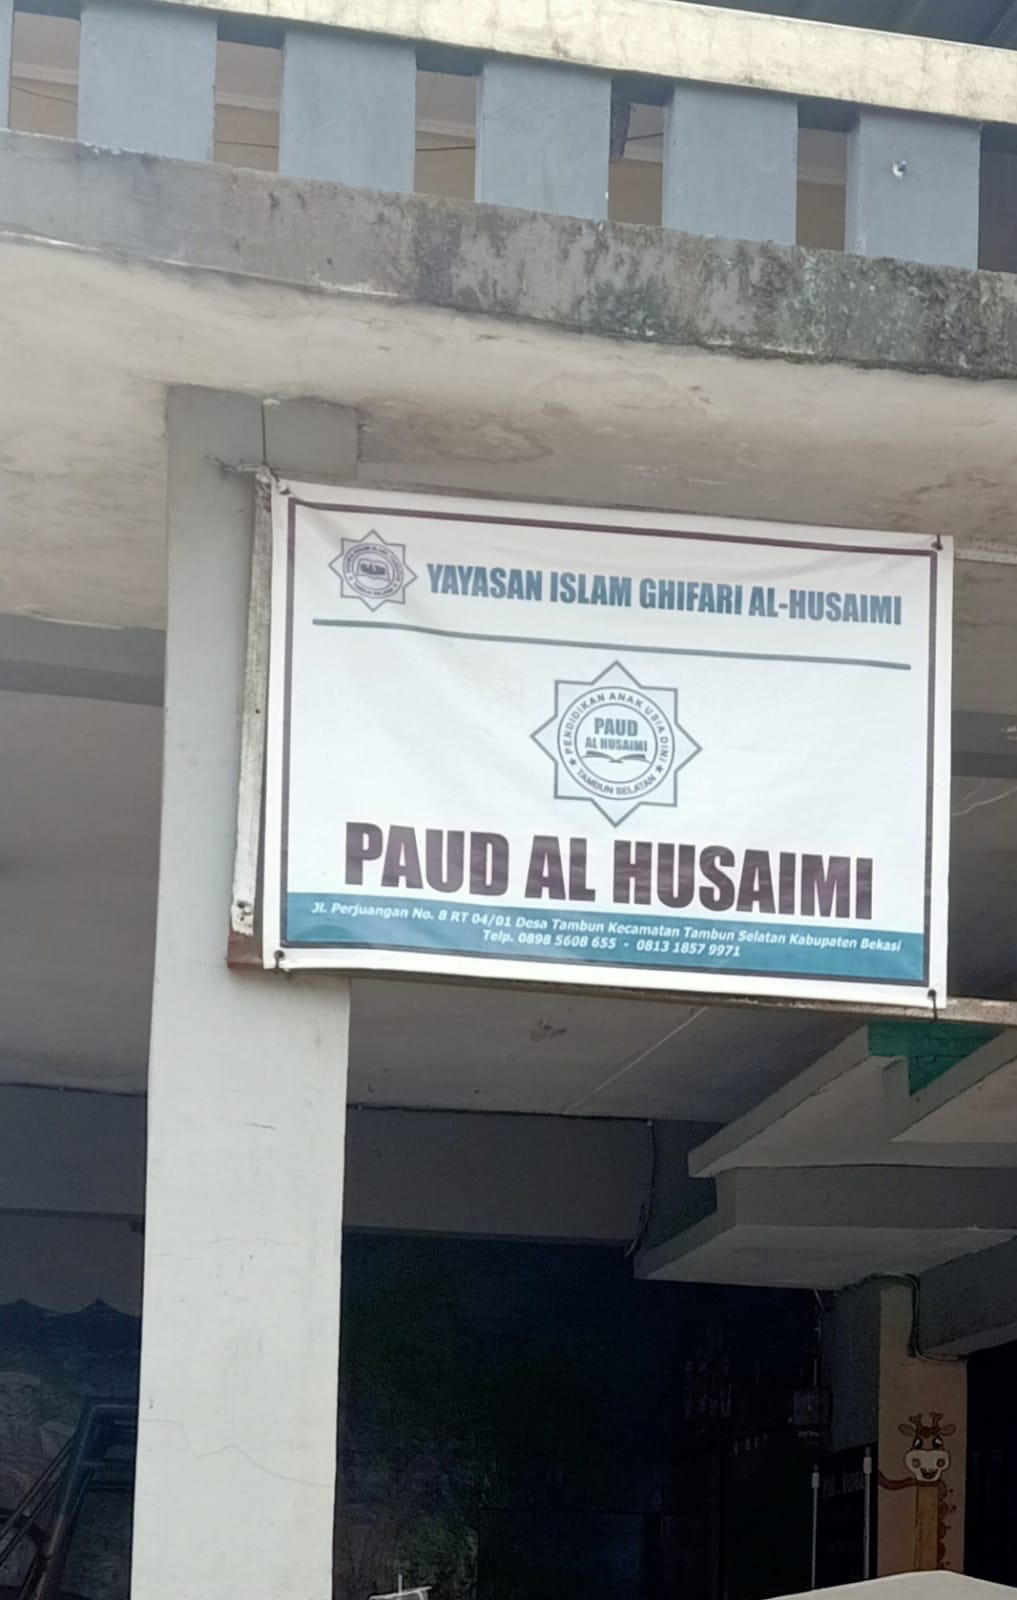 YAYASAN ISLAM GHIFARI AL-HUSAIMI
PENDIDIKAN ANAK USIA DINI
PAUD
AL HUSAIMI
TAMBUN SELATAN
PAUD AL HUSAIMI
Jl. Perjuangan No. 8 RT 04/01 Desa Tambun Kecamatan Tambun Selatan Kabupaten Bekasi
Telp. 0898 5608 655 - 0813 1857 9971